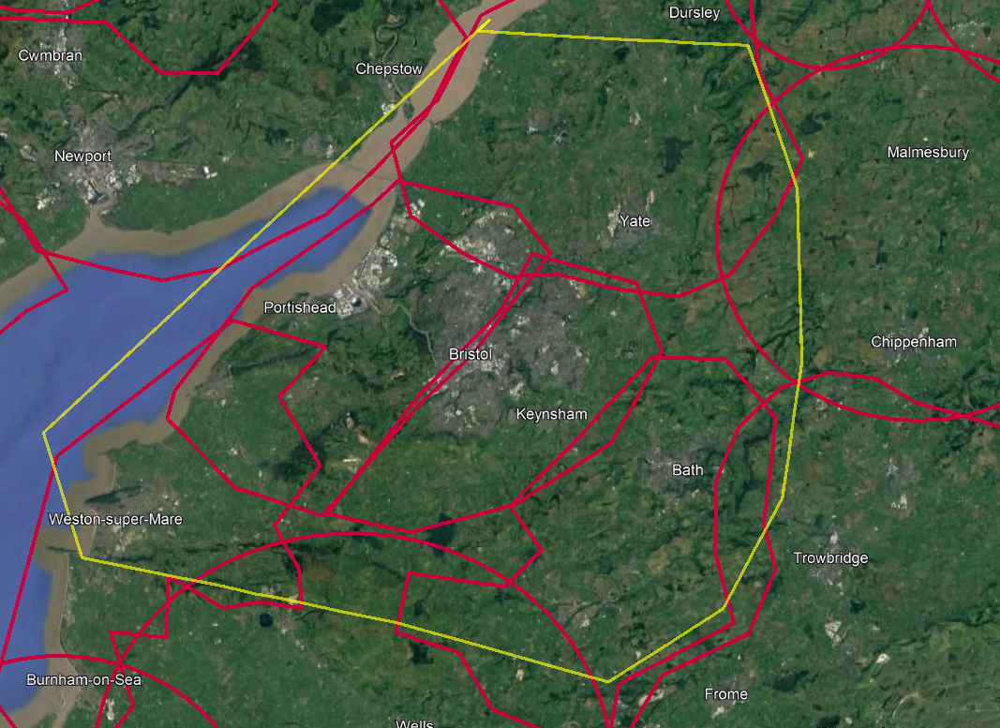 Dursley
Cwmbran
Chepstow
Newport
Malmesbury
Yate
Portishead
Chippenham
Bristol
Keynsham
Bath
Weston-super-Mare
Trowbridge
Burnham-on-Sea
Frome
Wells